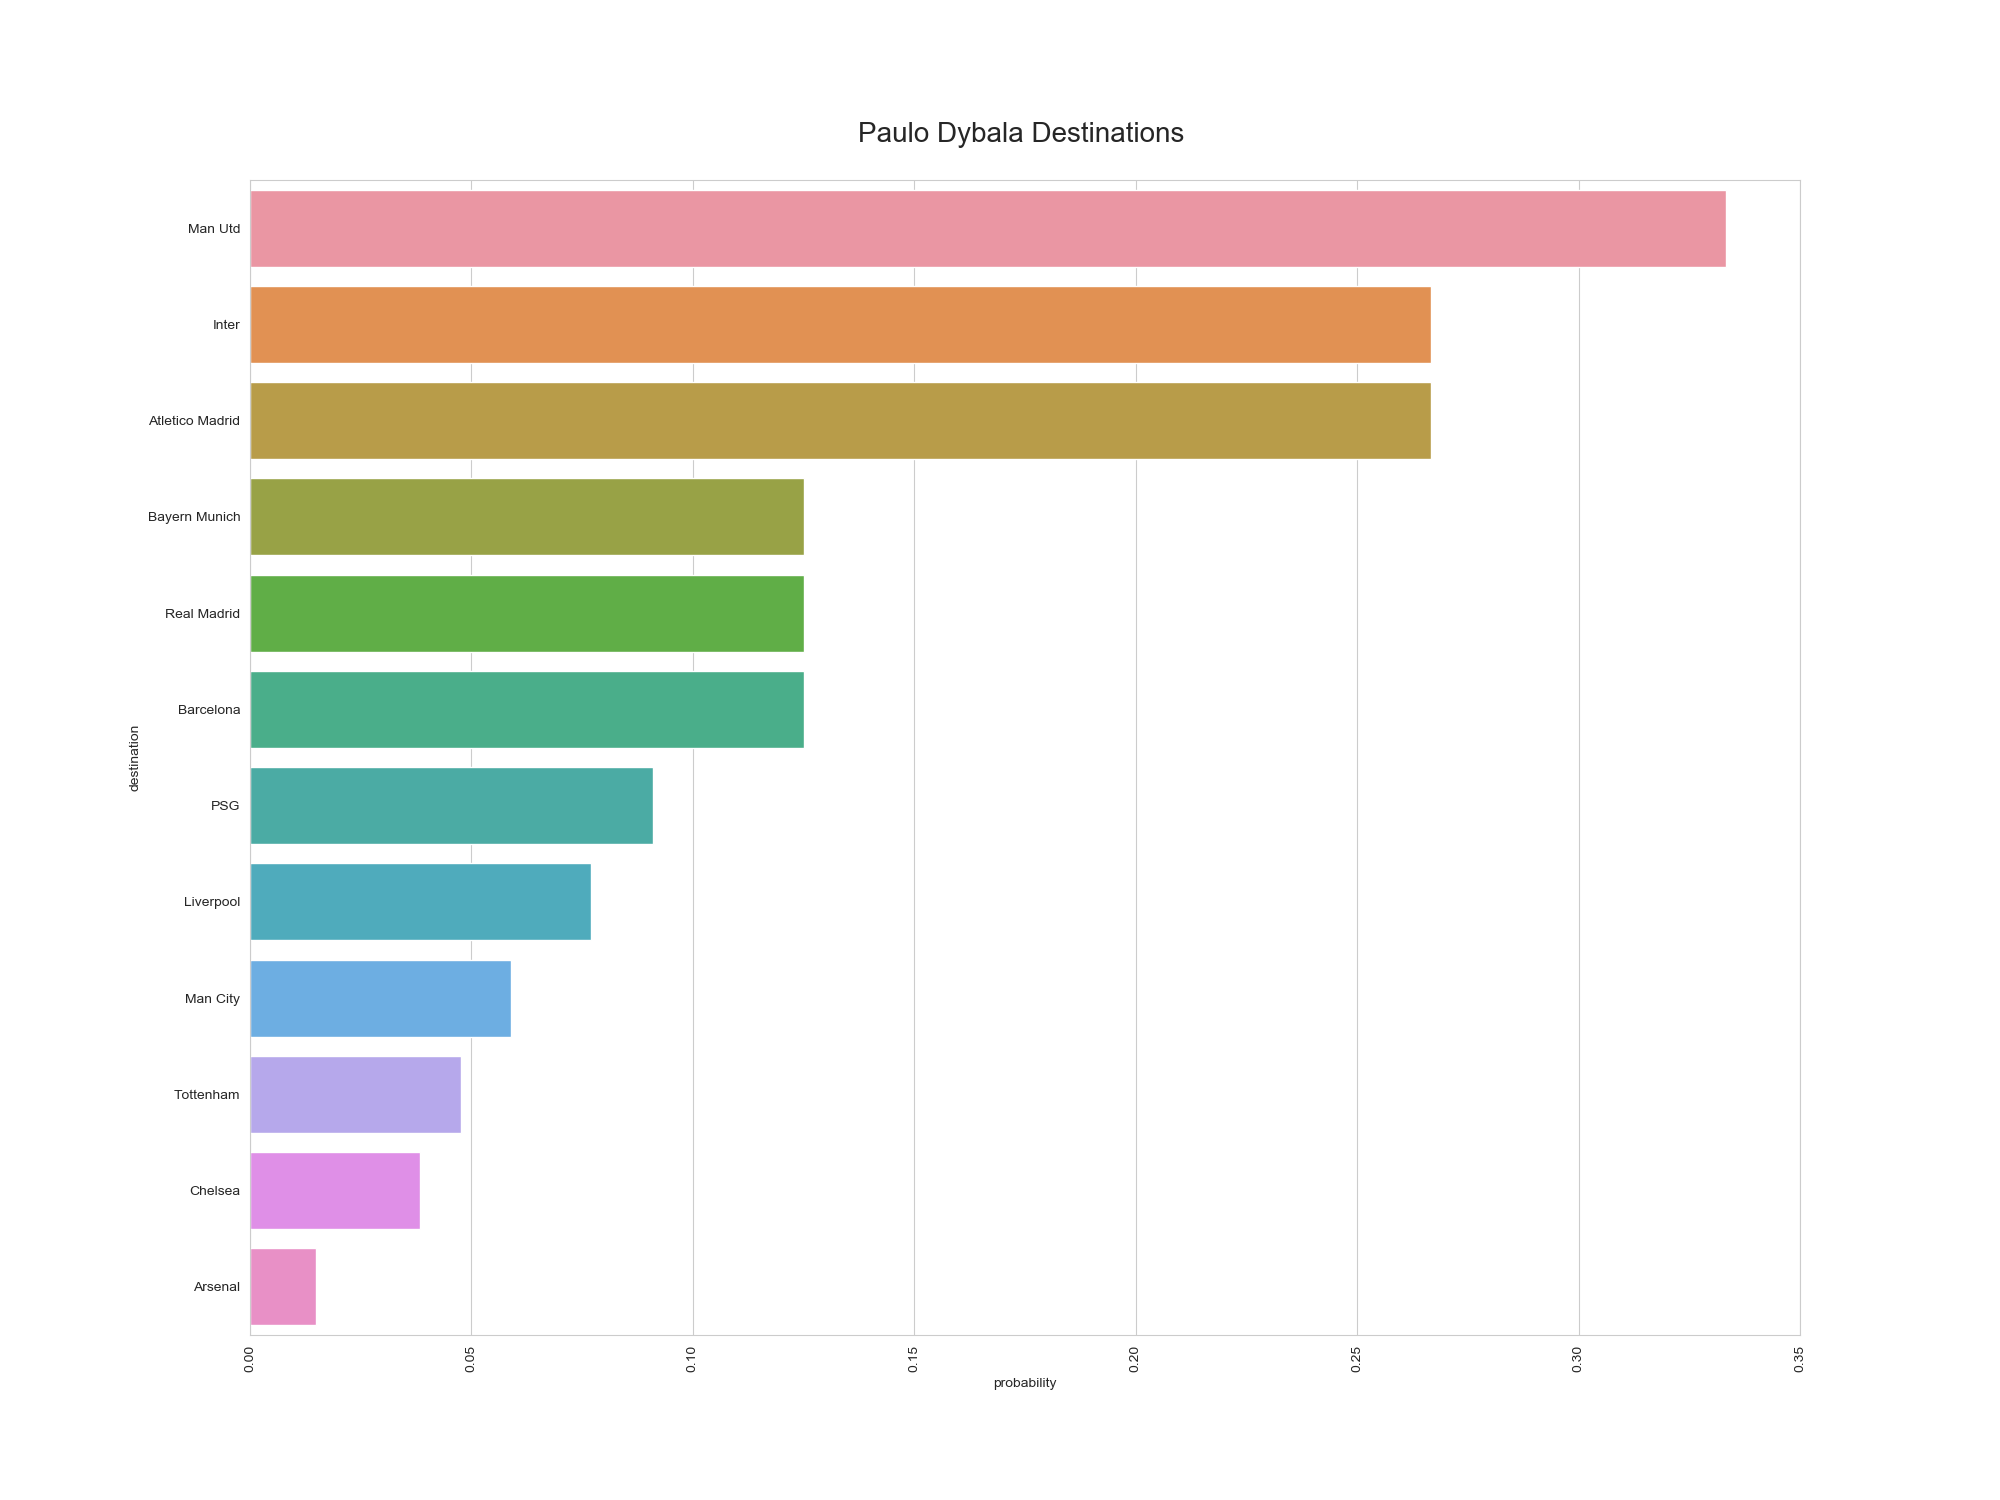 Paulo Dybala Destinations
Man Utd
Inter
Atletico Madrid
Bayern Munich
Real Madrid
Barcelona
PSG
Liverpool
Man City
Tottenham
Chelsea
Arsenal
destination
0.00 0.05 0.10 0.15 0.20 0.25 0.30 0.35
probability